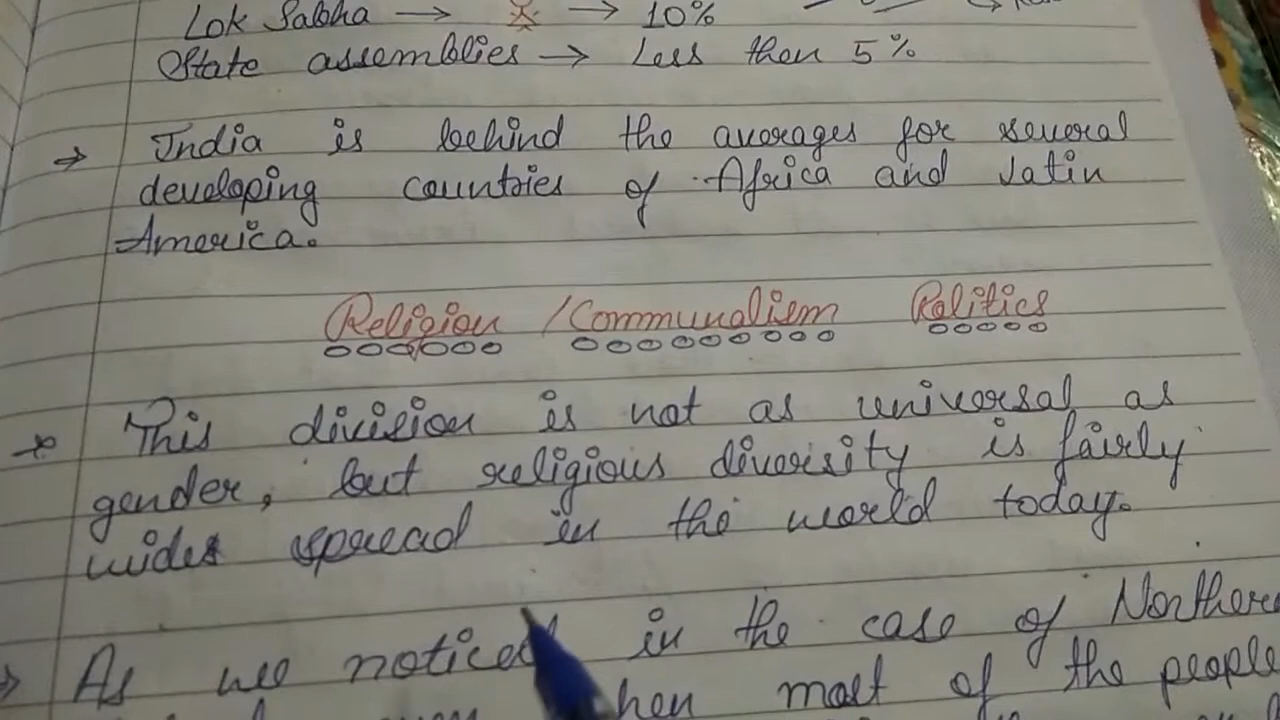 Lok Sabha → → 10%
State assemblies → Less then 5%
⇒ India is behind the averages for several
developing countries of Africa and Latin
America.
Religion /Communalism Politics
This division is not as universal as
gender, but religious diversity is fairly
wides spread in the world today.
As we noticed in the case of Northern
most of the people